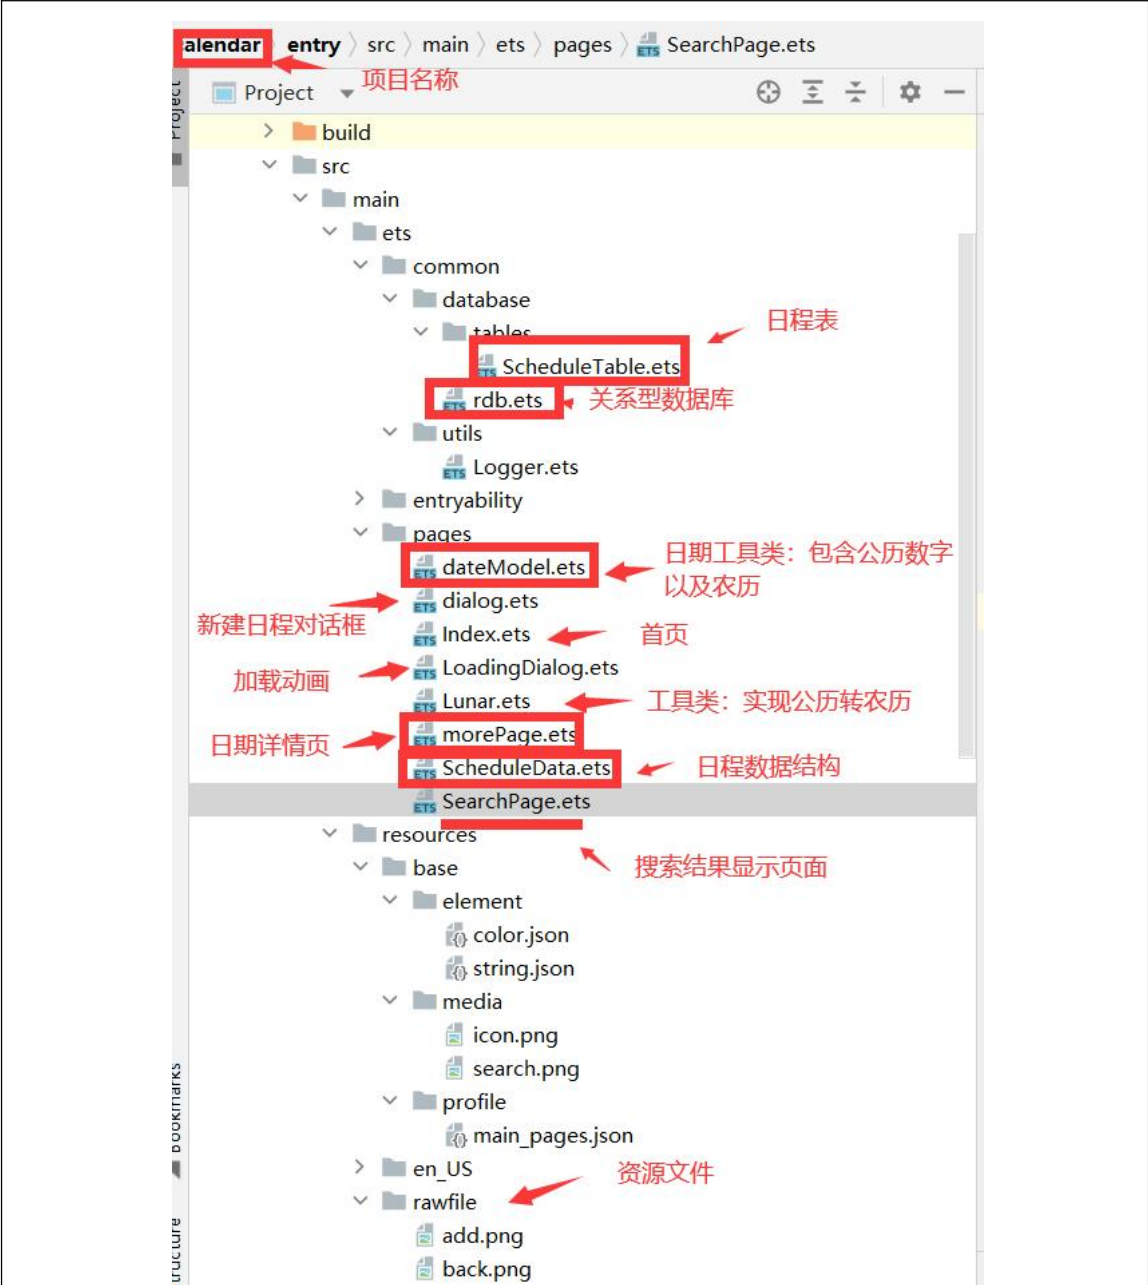 calendar 〉 entry 〉 src 〉 main 〉 ets 〉 pages 〉 SearchPage.ets
项目名称
Project
Project
build
src
main
ets
common
database
tables
日程表
ScheduleTable.ets
rdb.ets
关系型数据库
utils
Logger.ets
entryability
pages
日期工具类：包含公历数字
以及农历
dateModel.ets
dialog.ets
新建日程对话框
Index.ets
首页
LoadingDialog.ets
加载动画
Lunar.ets
工具类：实现公历转农历
morePage.ets
日期详情页
ScheduleData.ets
日程数据结构
SearchPage.ets
resources
搜索结果显示页面
base
element
color.json
string.json
media
icon.png
search.png
Bookmarks
profile
main_pages.json
en_US
资源文件
rawfile
add.png
ructure
back.png